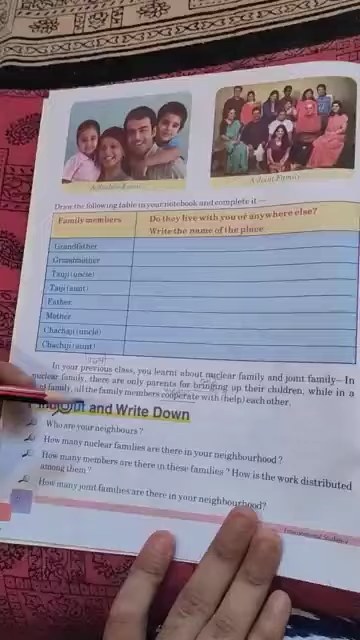 A Nuclear Family
A Joint Family
Draw the following table in your notebook and complete it —
Family members
Do they live with you or anywhere else?
Write the name of the place
Grandfather
Grandmother
Tauji (uncle)
Taiji (aunt)
Father
Mother
Chachaji (uncle)
Chachiji (aunt)
In your previous class, you learnt about nuclear family and joint family— In
nuclear family, there are only parents for bringing up their children, while in a
family, all the family members cooperate with (help) each other.
Out and Write Down
Who are your neighbours ?
How many nuclear families are there in your neighbourhood?
How many members are there in these families ? How is the work distributed
among them ?
How many joint families are there in your neighbourhood?
Environmental Studies